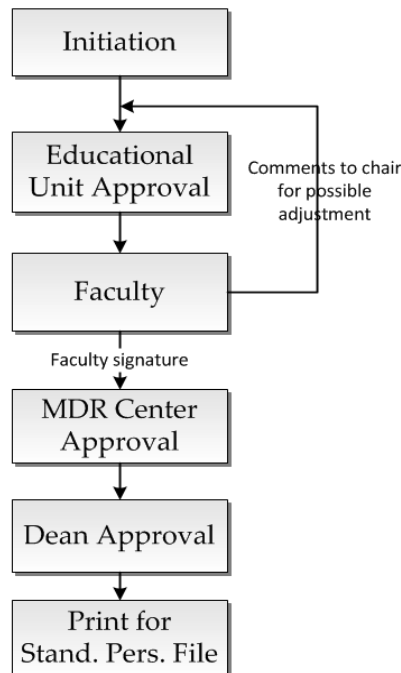 Initiation
Educational
Unit Approval
Comments to chair
for possible
adjustment
Faculty
Faculty signature
MDR Center
Approval
Dean Approval
Print for
Stand. Pers. File